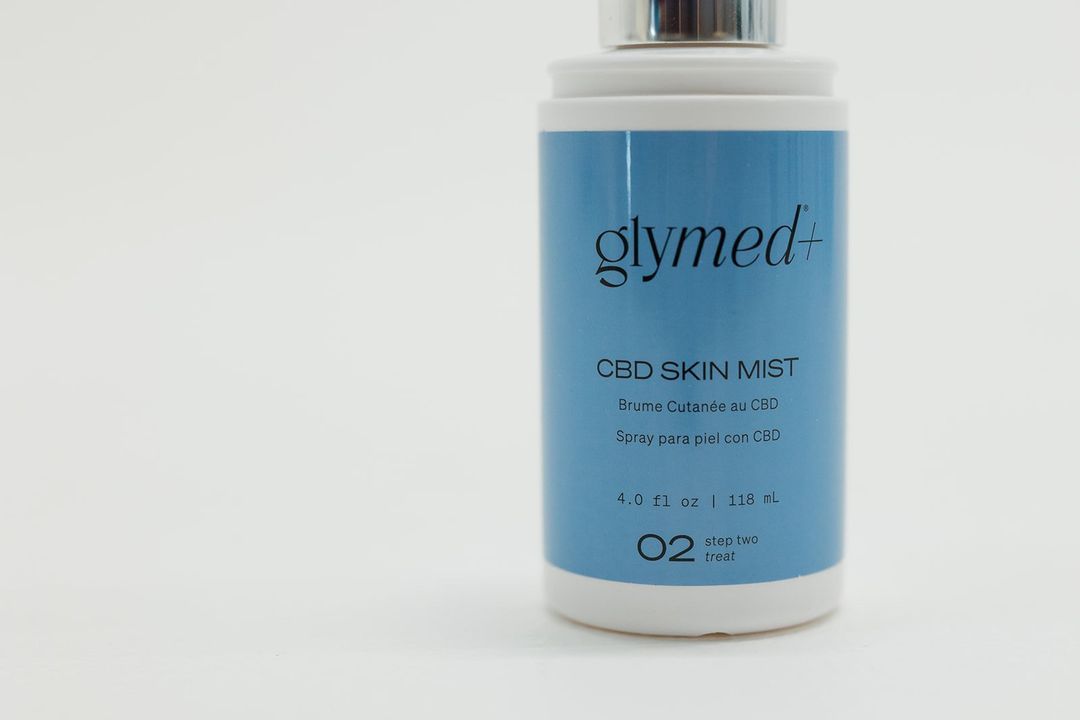 glymed+®
CBD SKIN MIST
Brume Cutanée au CBD
Spray para piel con CBD
4.0 fl oz | 118 mL
02 step two
treat